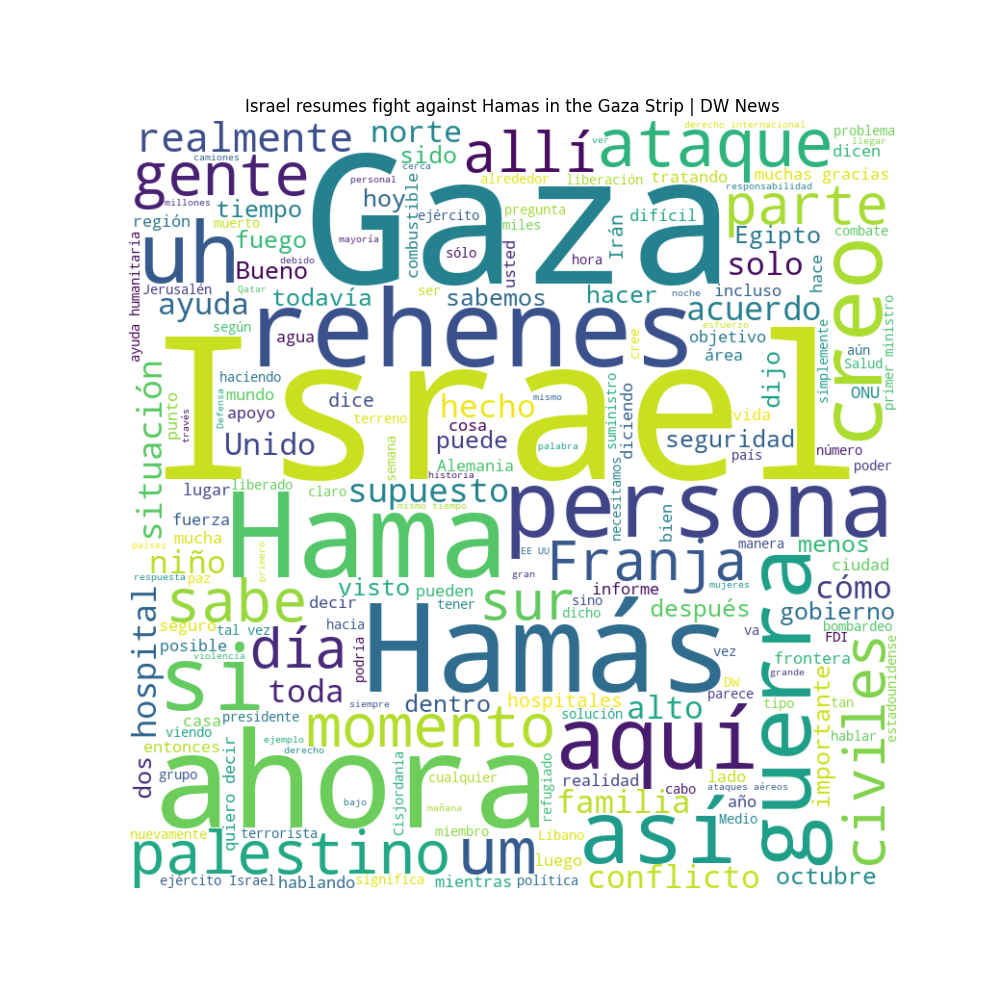 Israel resumes fight against Hamas in the Gaza Strip | DW News
realmente
norte
allí
ataque
derecho internacional
problema
llegar
dicen
camiones
sido
cerca
ver
gente
personal
alrededor
liberación
tratando
muchas gracias
responsabilidad
millones
hoy
Gaza
región
tiempo
muerto
ejército
pregunta
miles
difícil
parte
combate
uh
fuego
mayoría
combustible
sólo
usted
hora
Irán
Egipto
creo
Bueno
debido
solo
hace
ayuda humanitaria
Jerusalén
Qatar
todavía
ser
sabemos
noche
hacer
incluso
ayuda
según
rehenes
acuerdo
esfuerzo
agua
cree
objetivo
área
simplemente
aún
Salud
primer ministro
situación
punto
través
haciendo
mundo
Defensa
apoyo
dice
Israel
mismo
dijo
ONU
terreno
hecho
cosa
suministro
diciendo
vida
Unido
semana
puede
palabra
seguridad
país
número
Alemania
historia
poder
lugar
liberado
claro
supuesto
mismo tiempo
necesitamos
bien
persona
fuerza
mucha
Hama
países
primero
EE UU
manera
menos
niño
Franja
ciudad
respuesta
paz
gran
mujeres
guerra
cómo
hospital
sabe
visto
pueden
sur
informe
decir
tener
sino
dicho
después
gobierno
seguro
tal vez
hacia
Hamás
va
bombardeo
FDI
posible
violencia
día
podría
vez
frontera
civiles
estadounidense
si
toda
siempre
dentro
hospitales
DW
parece
grande
importante
casa
presidente
momento
solución
alto
tipo
tan
viendo
entonces
ejemplo
derecho
aquí
hablar
dos
grupo
quiero decir
ahora
bajo
Cisjordania
cualquier
mañana
refugiado
realidad
cabo
lado
ataques aéreos
familia
año
Medio
nuevamente
terrorista
miembro
Líbano
así
palestino
um
luego
conflicto
octubre
ejército Israel
hablando
significa
mientras
política